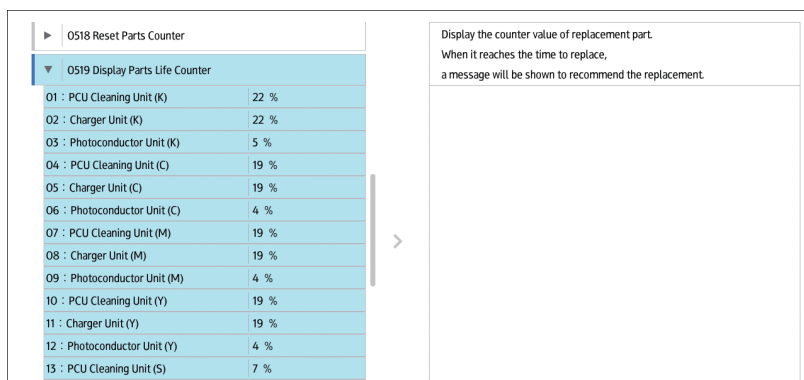 0518 Reset Parts Counter
0519 Display Parts Life Counter
01 : PCU Cleaning Unit (K) 22 %
02 : Charger Unit (K) 22 %
03 : Photoconductor Unit (K) 5 %
04 : PCU Cleaning Unit (C) 19 %
05 : Charger Unit (C) 19 %
06 : Photoconductor Unit (C) 4 %
07 : PCU Cleaning Unit (M) 19 %
08 : Charger Unit (M) 19 %
09 : Photoconductor Unit (M) 4 %
10 : PCU Cleaning Unit (Y) 19 %
11 : Charger Unit (Y) 19 %
12 : Photoconductor Unit (Y) 4 %
13 : PCU Cleaning Unit (S) 7 %
Display the counter value of replacement part.
When it reaches the time to replace,
a message will be shown to recommend the replacement.